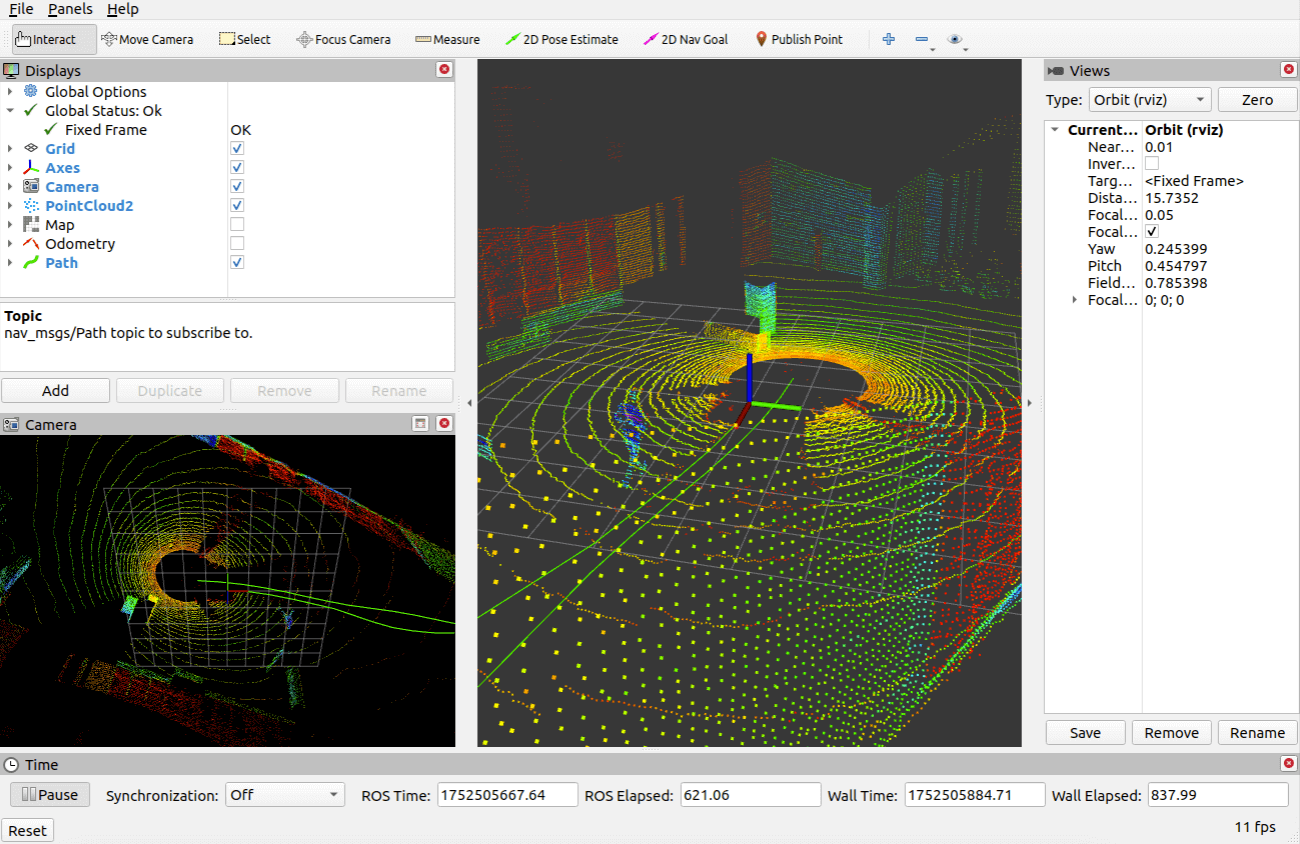 File Panels Help
Interact Move Camera Select Focus Camera Measure 2D Pose Estimate 2D Nav Goal Publish Point
Displays
Global Options
Global Status: Ok
Fixed Frame OK
Grid
Axes
Camera
PointCloud2
Map
Odometry
Path
Topic
nav_msgs/Path topic to subscribe to.
Add Duplicate Remove Rename
Camera
Views
Type: Orbit (rviz) Zero
Current... Orbit (rviz)
Near... 0.01
Inver...
Targ... <Fixed Frame>
Dista... 15.7352
Focal... 0.05
Focal...
Yaw 0.245399
Pitch 0.454797
Field... 0.785398
Focal... 0; 0; 0
Save Remove Rename
Time
Pause Synchronization: Off ROS Time: 1752505667.64 ROS Elapsed: 621.06 Wall Time: 1752505884.71 Wall Elapsed: 837.99
Reset 11 fps